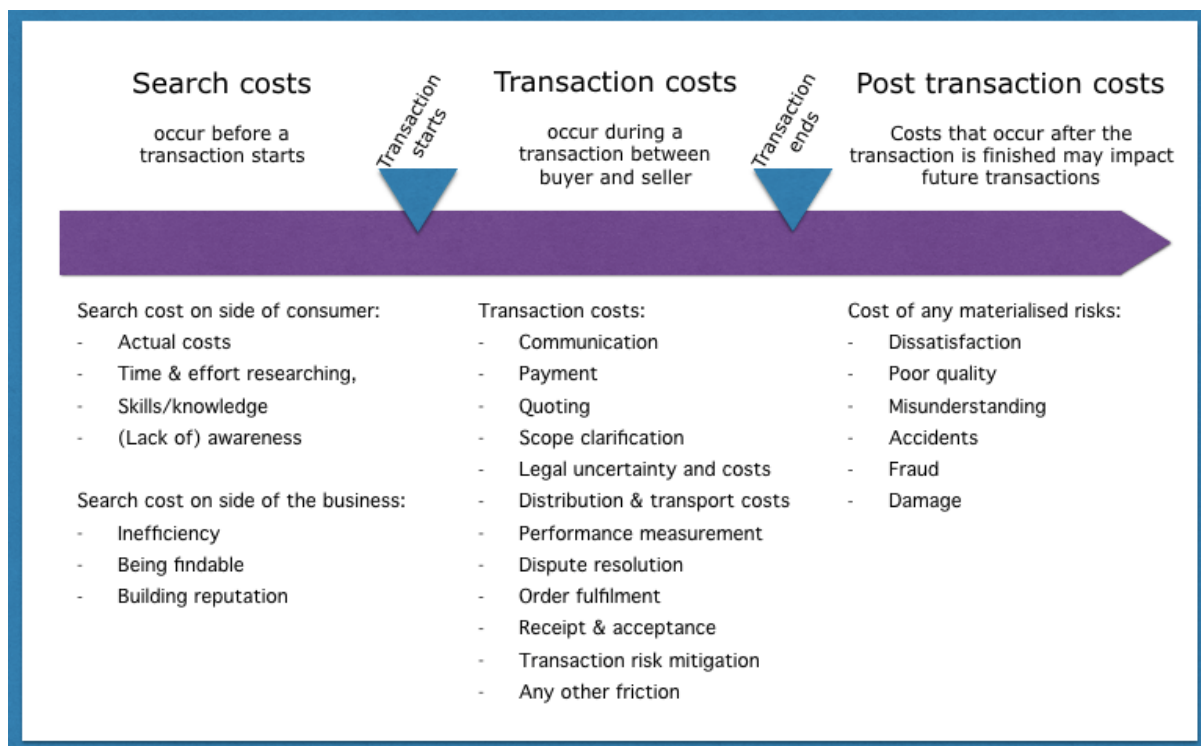 Search costs
occur before a
transaction starts
Transaction
starts
Transaction costs
occur during a
transaction between
buyer and seller
Transaction
ends
Post transaction costs
Costs that occur after the
transaction is finished may impact
future transactions
Search cost on side of consumer:
- Actual costs
- Time & effort researching,
- Skills/knowledge
- (Lack of) awareness
Search cost on side of the business:
- Inefficiency
- Being findable
- Building reputation
Transaction costs:
- Communication
- Payment
- Quoting
- Scope clarification
- Legal uncertainty and costs
- Distribution & transport costs
- Performance measurement
- Dispute resolution
- Order fulfilment
- Receipt & acceptance
- Transaction risk mitigation
- Any other friction
Cost of any materialised risks:
- Dissatisfaction
- Poor quality
- Misunderstanding
- Accidents
- Fraud
- Damage